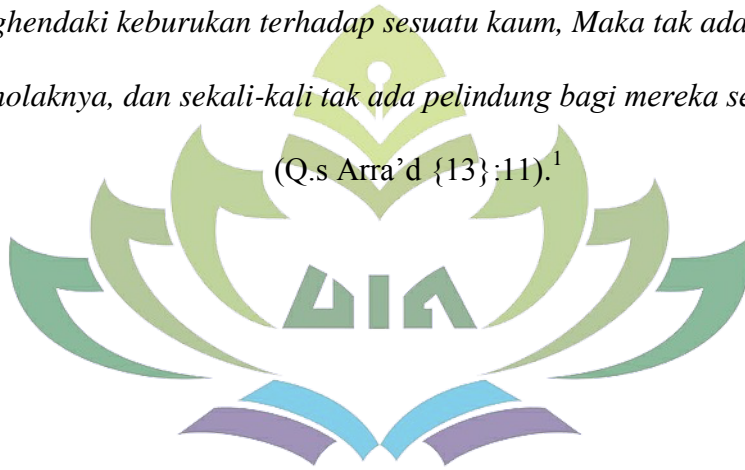 ghendaki keburukan terhadap sesuatu kaum, Maka tak ada
nolaknya, dan sekali-kali tak ada pelindung bagi mereka se
(Q.s Arra’d {13}:11).1
UIN